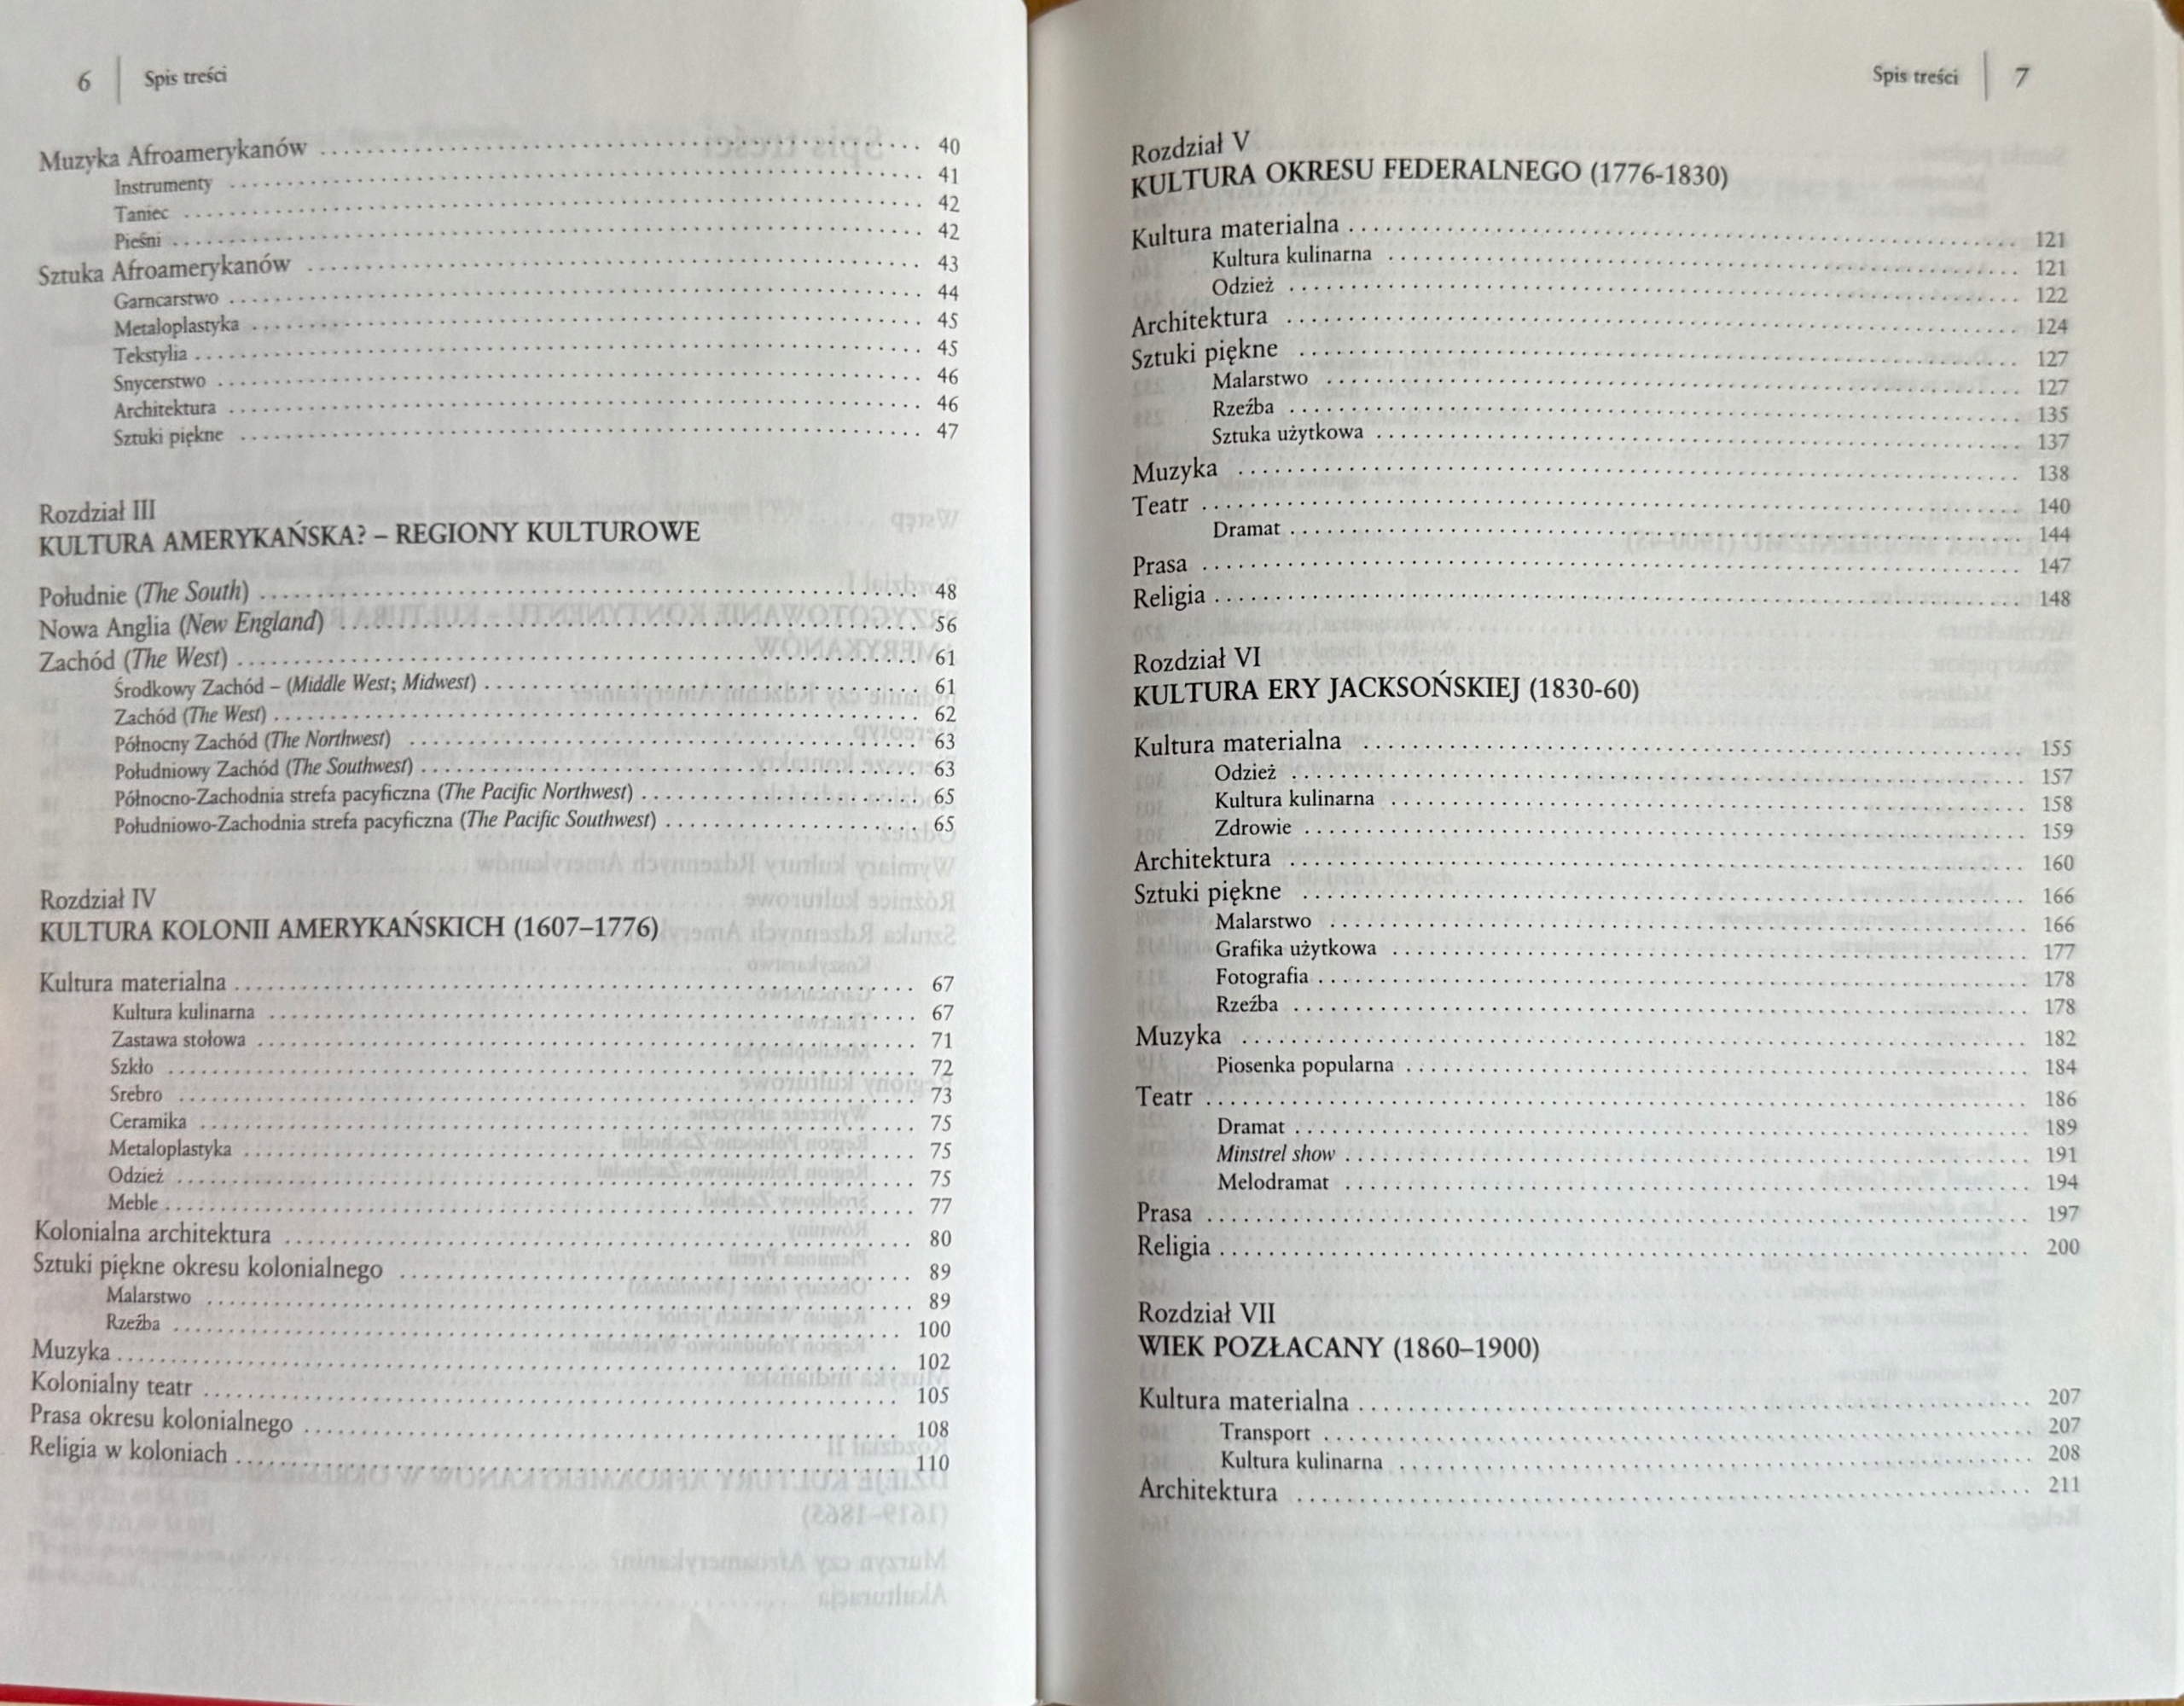 6 | Spis treści
Muzyka Afroamerykanów 40
Instrumenty 41
Taniec 42
Pieśni 42
Sztuka Afroamerykanów 43
Garncarstwo 44
Metaloplastyka 45
Tekstylia 45
Snycerstwo 46
Architektura 46
Sztuki piękne 47
Rozdział III
KULTURA AMERYKAŃSKA? – REGIONY KULTUROWE
Południe (The South) 48
Nowa Anglia (New England) 56
Zachód (The West) 61
Środkowy Zachód – (Middle West; Midwest) 61
Zachód (The West) 62
Północny Zachód (The Northwest) 63
Południowy Zachód (The Southwest) 63
Północno-Zachodnia strefa pacyficzna (The Pacific Northwest) 65
Południowo-Zachodnia strefa pacyficzna (The Pacific Southwest) 65
Rozdział IV
KULTURA KOLONII AMERYKAŃSKICH (1607–1776)
Kultura materialna 67
Kultura kulinarna 67
Zastawa stołowa 71
Szkło 72
Srebro 73
Ceramika 75
Metaloplastyka 75
Odzież 75
Meble 77
Kolonialna architektura 80
Sztuki piękne okresu kolonialnego 89
Malarstwo 89
Rzeźba 100
Muzyka 102
Kolonialny teatr 105
Prasa okresu kolonialnego 108
Religia w koloniach 110
Spis treści | 7
Rozdział V
KULTURA OKRESU FEDERALNEGO (1776-1830)
Kultura materialna 121
Kultura kulinarna 121
Odzież 122
Architektura 124
Sztuki piękne 127
Malarstwo 127
Rzeźba 135
Sztuka użytkowa 137
Muzyka 138
Teatr 140
Dramat 144
Prasa 147
Religia 148
Rozdział VI
KULTURA ERY JACKSOŃSKIEJ (1830-60)
Kultura materialna 155
Odzież 157
Kultura kulinarna 158
Zdrowie 159
Architektura 160
Sztuki piękne 166
Malarstwo 166
Grafika użytkowa 177
Fotografia 178
Rzeźba 178
Muzyka 182
Piosenka popularna 184
Teatr 186
Dramat 189
Minstrel show 191
Melodramat 194
Prasa 197
Religia 200
Rozdział VII
WIEK POZŁACANY (1860–1900)
Kultura materialna 207
Transport 207
Kultura kulinarna 208
Architektura 211